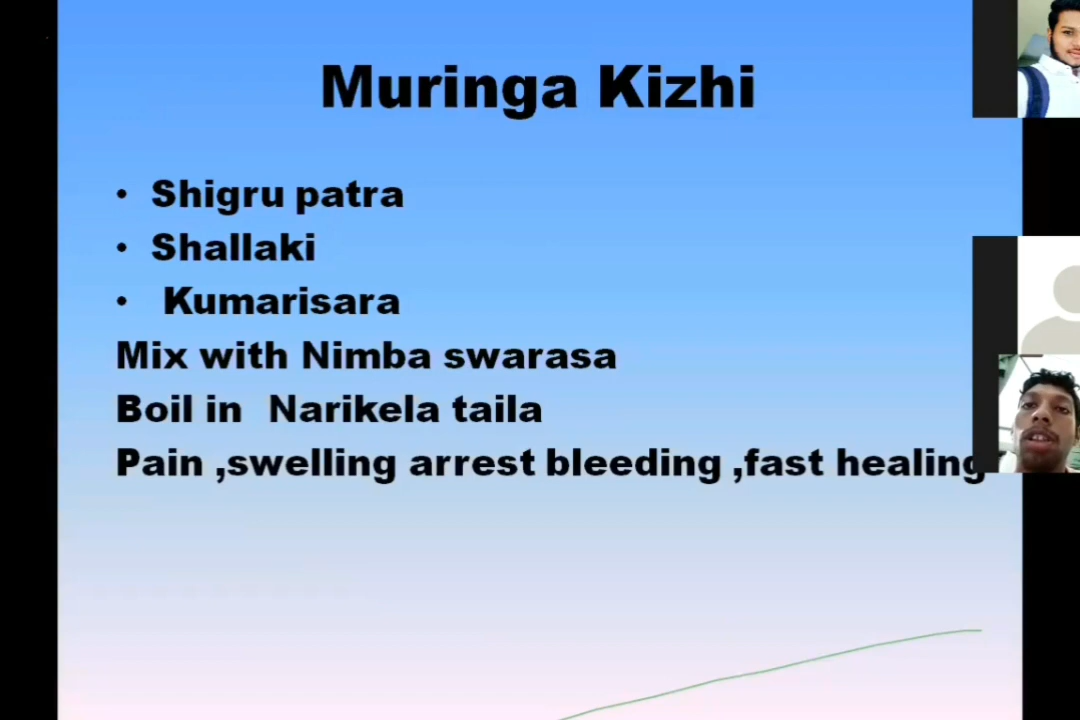 Muringa Kizhi
• Shigru patra
• Shallaki
• Kumarisara
Mix with Nimba swarasa
Boil in Narikela taila
Pain ,swelling arrest bleeding ,fast healing